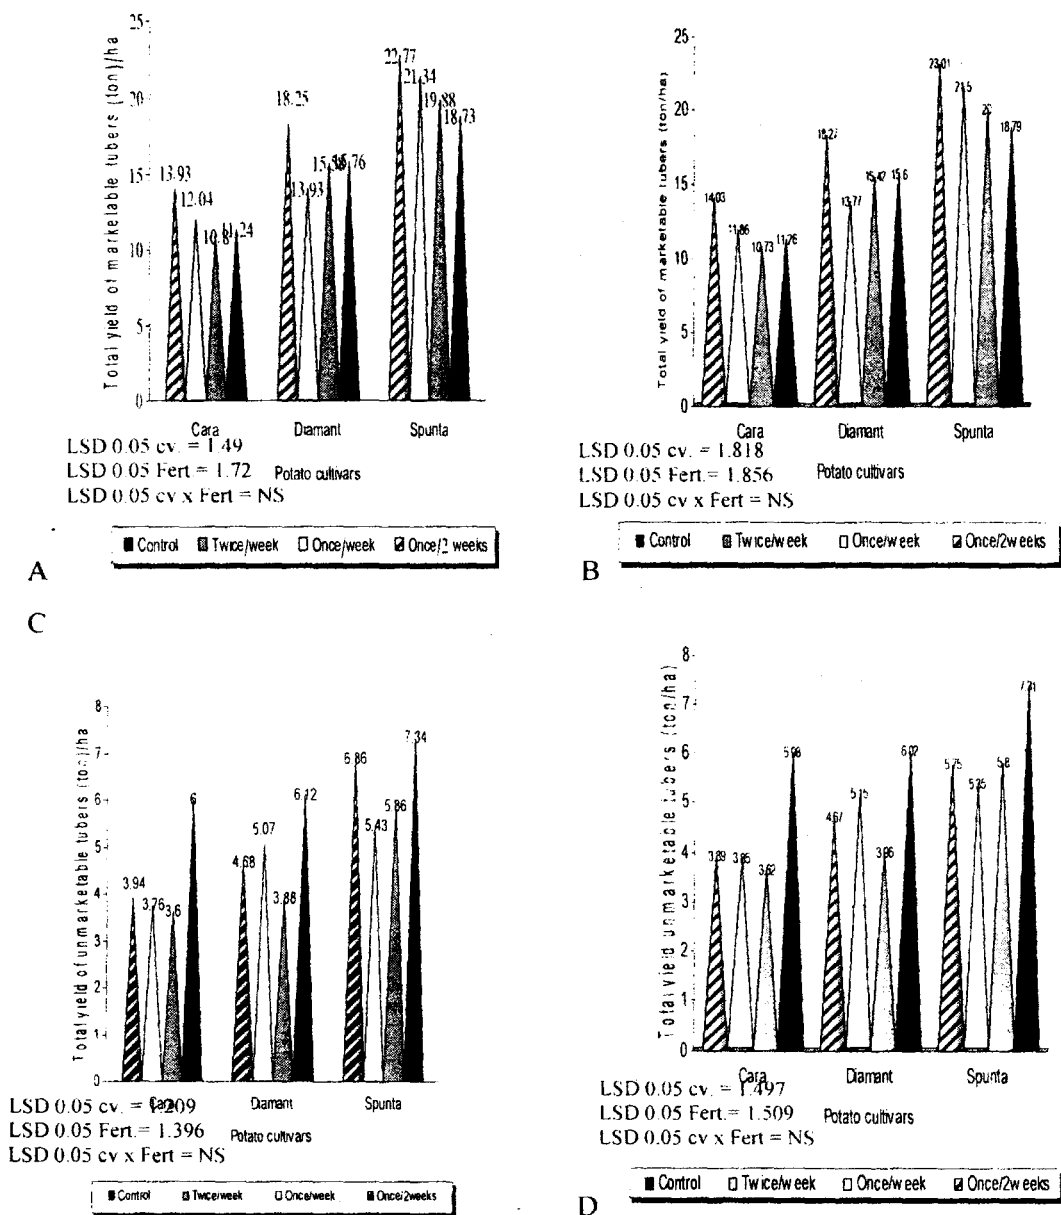 Total yield of marketable tubers (ton)/ha
25
20
15
10
5
0
13.93
12.04
10.8
11.24
18.25
13.93
15.76
22.77
21.34
19.88
18.73
Cara
Diamant
Spunta
LSD 0.05 cv. = 1.49
LSD 0.05 Fert = 1.72
Potato cultivars
LSD 0.05 cv x Fert = NS
Control Twice/week Once/week Once/2 weeks
A
Total yield of marketable tubers (ton/ha)
25
20
15
10
5
0
14.03
11.86
10.73
18.27
13.77
15.42
15.6
23.01
21.5
20
18.79
Cara
Diamant
Spunta
LSD 0.05 cv. = 1.818
LSD 0.05 Fert = 1.856
Potato cultivars
LSD 0.05 cv x Fert = NS
Control Twice/week Once/week Once/2weeks
B
C
Total yield of unmarketable tubers (ton)/ha
8
7
6
5
4
3
2
1
0
3.94
3.76
3.6
6
4.68
5.07
3.88
6.12
6.86
5.43
5.86
7.34
Cara
Diamant
Spunta
LSD 0.05 cv. = 1.209
LSD 0.05 Fert.= 1.396
Potato cultivars
LSD 0.05 cv x Fert = NS
Control Twice/week Once/week Once/2weeks
Total yield unmarketable tubers (ton/ha)
8
7
6
5
4
3
2
1
0
3.89
3.62
4.67
5.15
6.02
5.75
5.8
Cara
Diamant
Spunta
LSD 0.05 cv. = 1.497
LSD 0.05 Fert.= 1.509
Potato cultivars
LSD 0.05 cv x Fert = NS
D
Control Twice/week Once/week Once/2weeks